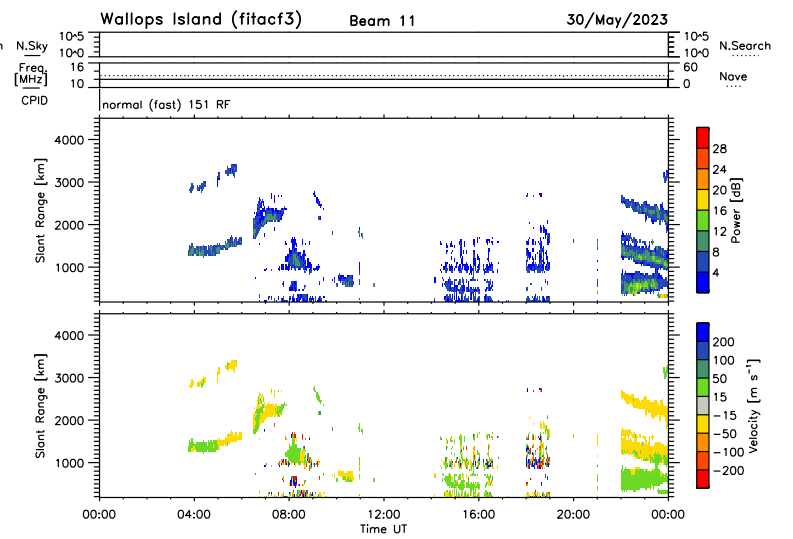 Wallops Island (fitacf3) Beam 11 30/May/2023
n N.Sky 10^5 10^5 N.Search
10^0 10^0
Freq. 16 60 Nave
[MHz] 10 0
CPID normal (fast) 151 RF
Slant Range [km]
4000
3000
2000
1000
28
24
20
16
12
8
4
Power [dB]
Slant Range [km]
4000
3000
2000
1000
200
100
50
15
-15
-50
-100
-200
Velocity [m s⁻¹]
00:00 04:00 08:00 12:00 16:00 20:00 00:00
Time UT